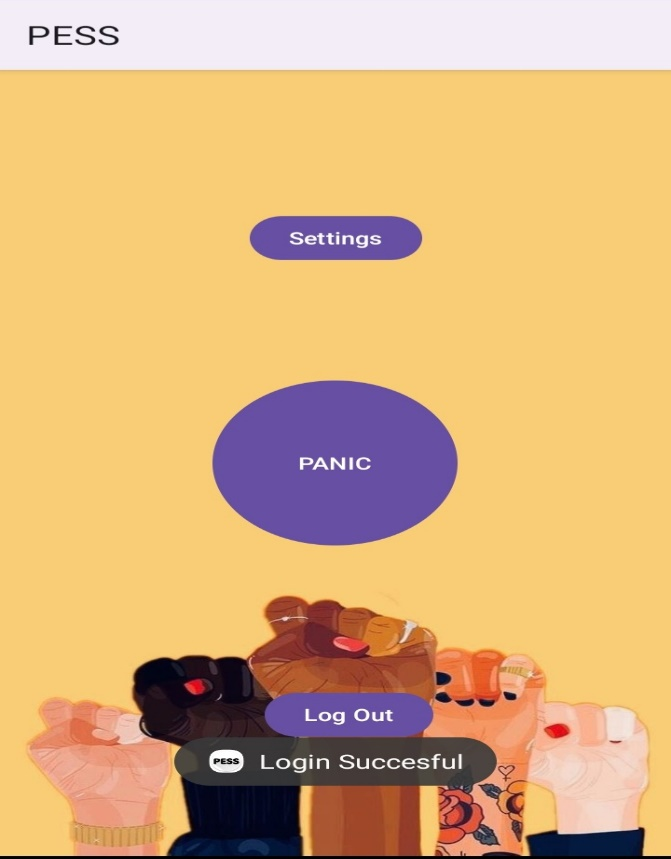 PESS
Settings
PANIC
Log Out
PESS Login Succesful